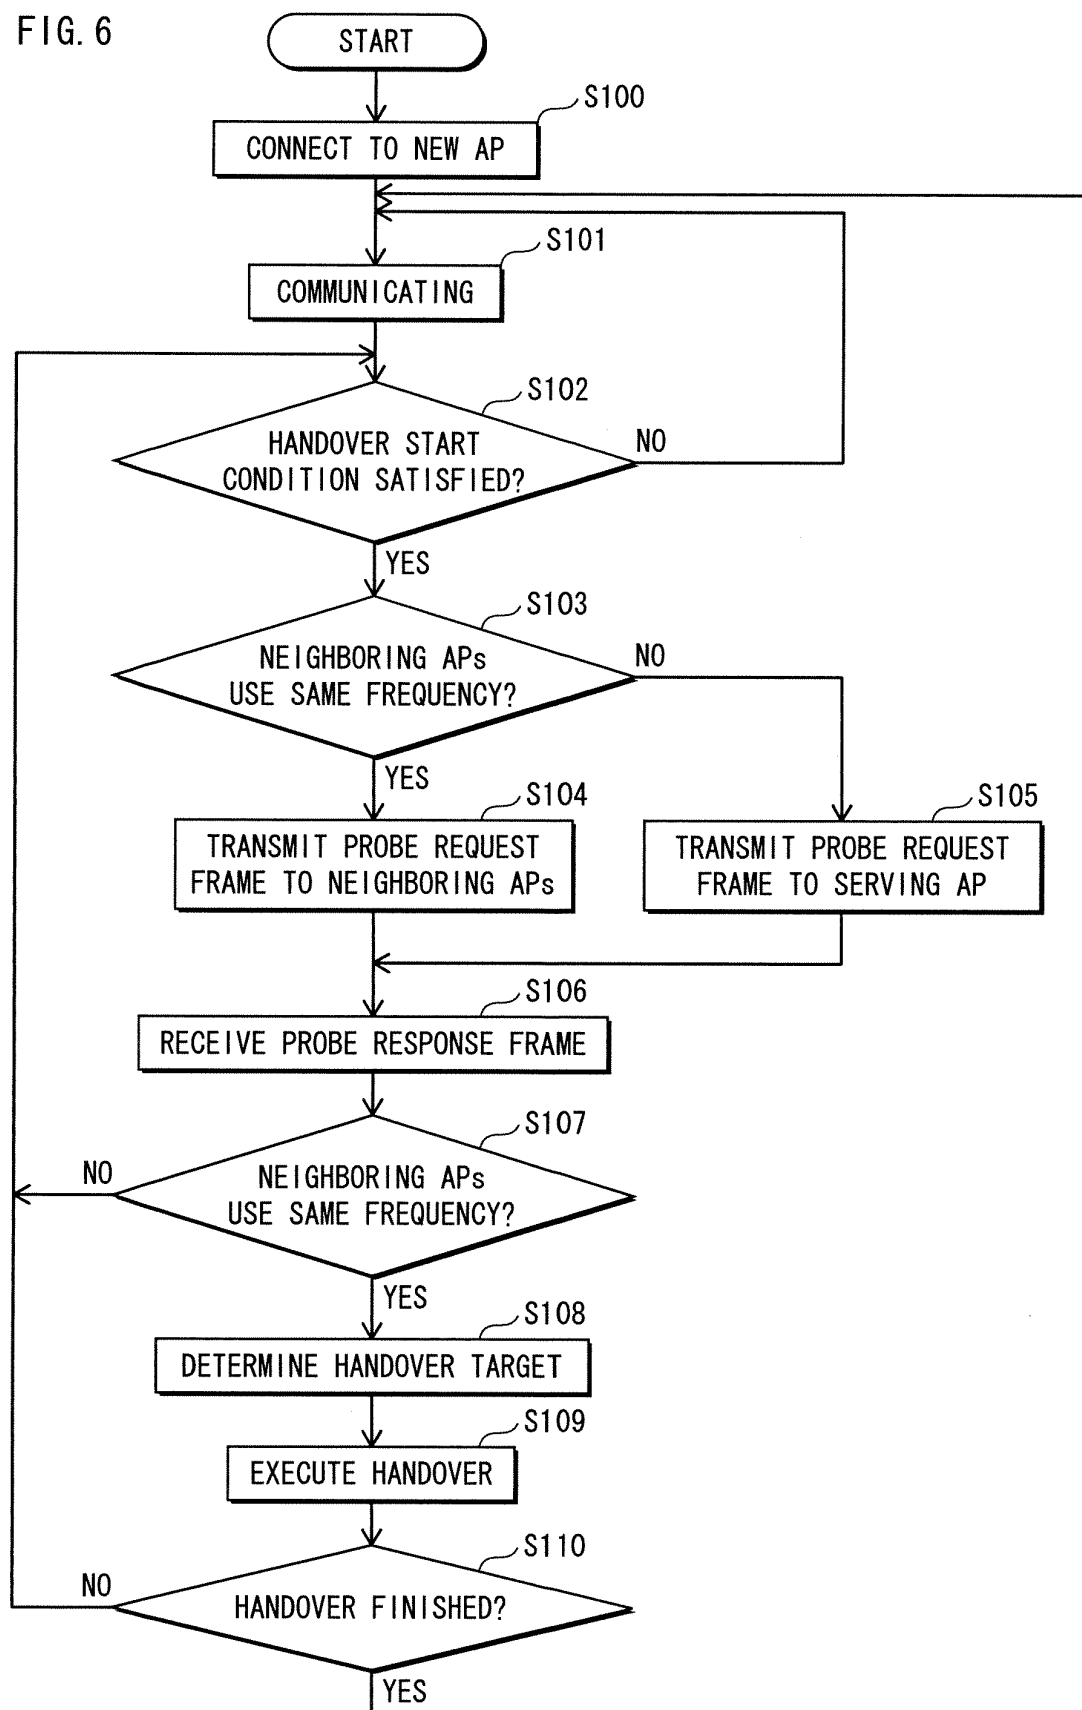 FIG. 6
START
S100
CONNECT TO NEW AP
S101
COMMUNICATING
S102
HANDOVER START
CONDITION SATISFIED?
NO
YES
S103
NEIGHBORING APs
USE SAME FREQUENCY?
NO
YES
S104
TRANSMIT PROBE REQUEST
FRAME TO NEIGHBORING APs
S105
TRANSMIT PROBE REQUEST
FRAME TO SERVING AP
S106
RECEIVE PROBE RESPONSE FRAME
S107
NEIGHBORING APs
USE SAME FREQUENCY?
NO
YES
S108
DETERMINE HANDOVER TARGET
S109
EXECUTE HANDOVER
S110
HANDOVER FINISHED?
NO
YES